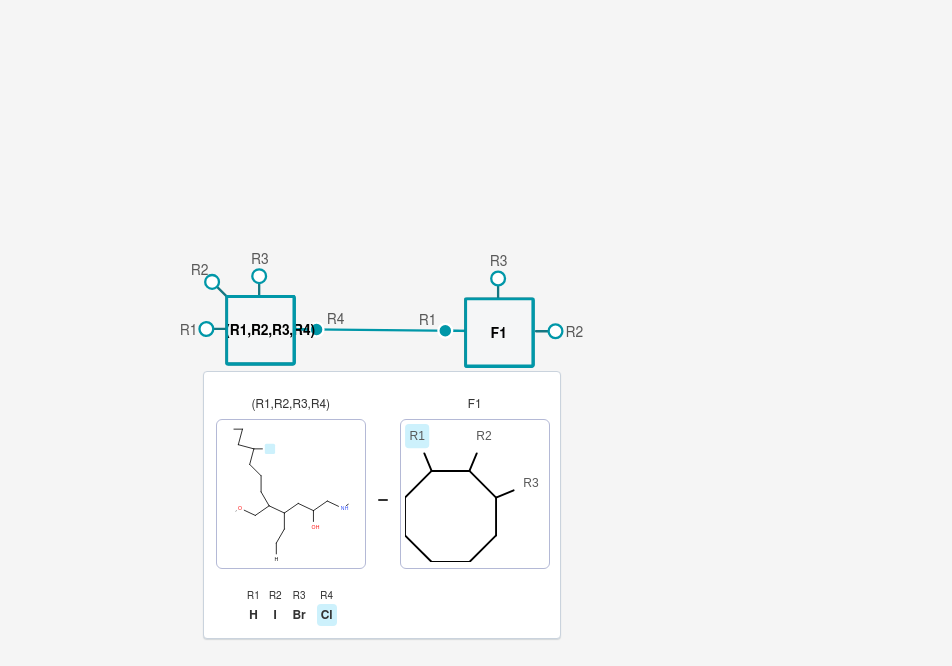 R2 R3 R3
R1 (R1,R2,R3,R4) R4 R1 F1 R2
(R1,R2,R3,R4) F1
R1 R2
R3
O
NH
OH
H
R1 R2 R3 R4
H I Br Cl